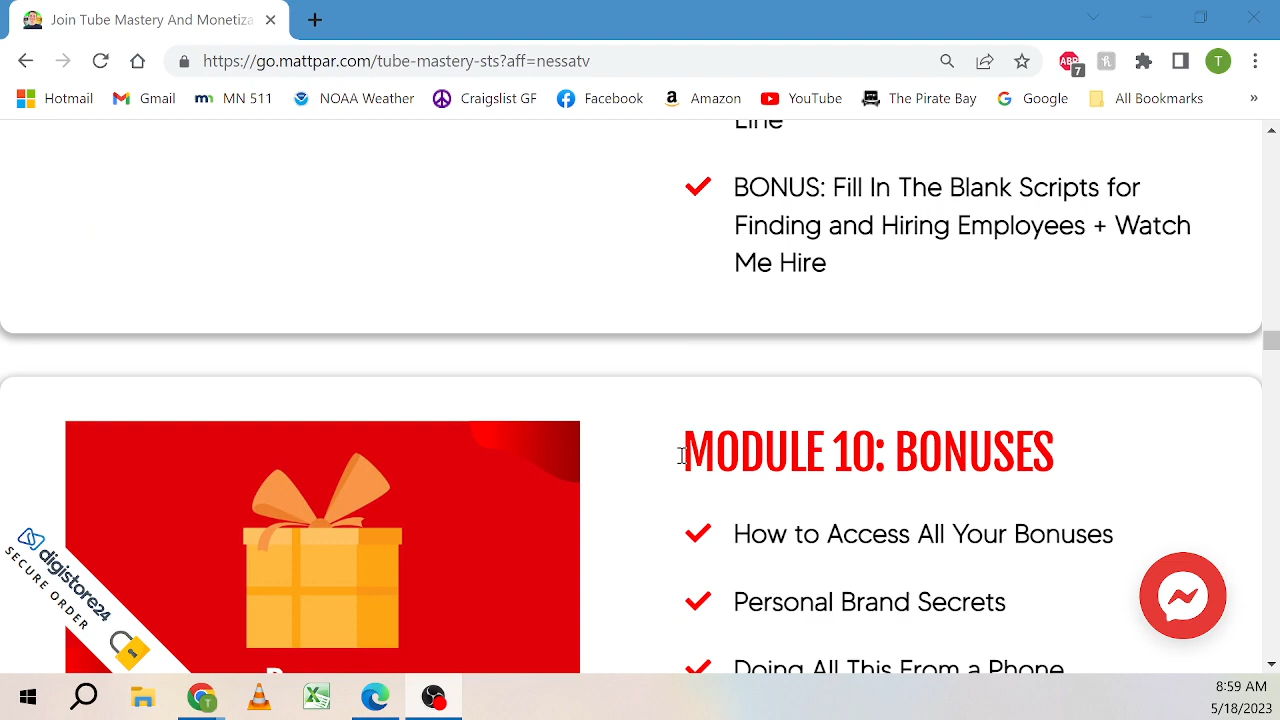 Join Tube Mastery And Monetiza
https://go.mattpar.com/tube-mastery-sts?aff=nessatv
ABP
7
T
Hotmail
Gmail
MN 511
NOAA Weather
Craigslist GF
Facebook
Amazon
YouTube
The Pirate Bay
Google
All Bookmarks
»
Line
BONUS: Fill In The Blank Scripts for
Finding and Hiring Employees + Watch
Me Hire
MODULE 10: BONUSES
How to Access All Your Bonuses
Personal Brand Secrets
Doing All This From a Phone
digistore24
SECURE ORDER
8:59 AM
5/18/2023